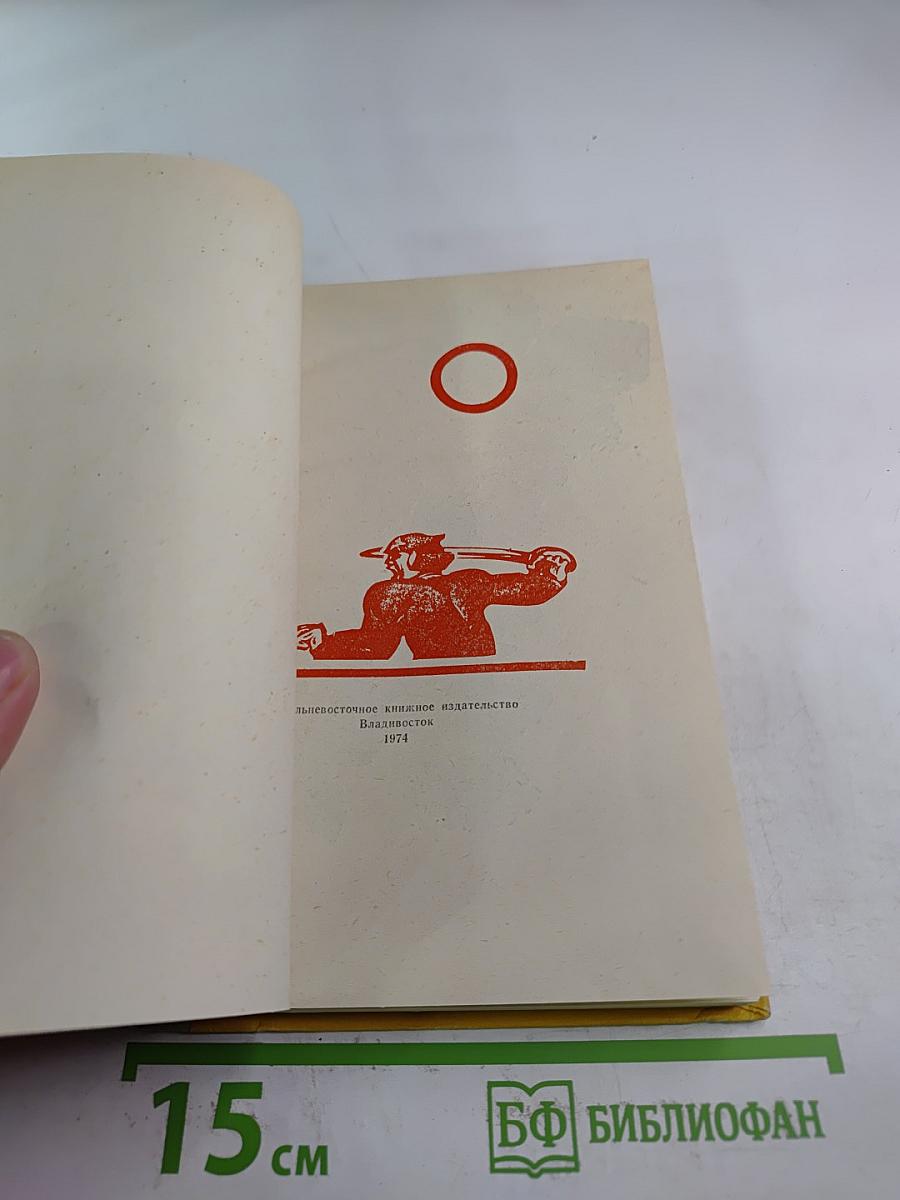 льневосточное книжное издательство
Владивосток
1974
15 см
БФ БИБЛИОФАН